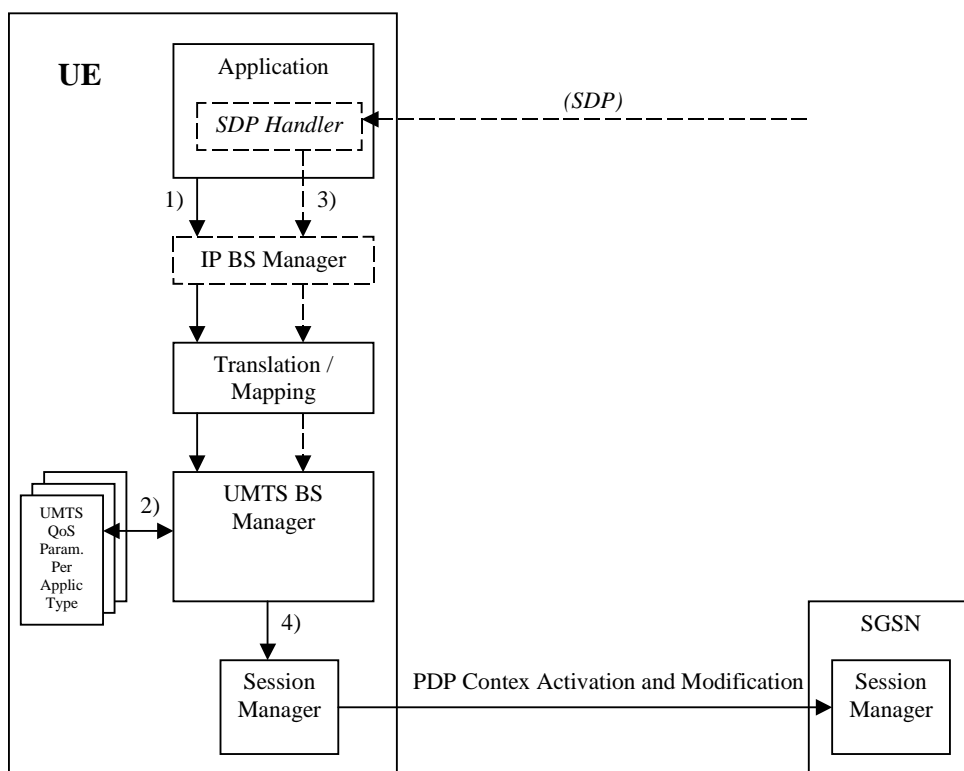 UE
Application
(SDP)
SDP Handler
1)
3)
IP BS Manager
Translation /
Mapping
UMTS BS
Manager
2)
UMTS
QoS
Param.
Per
Applic
Type
4)
SGSN
Session
Manager
PDP Contex Activation and Modification
Session
Manager